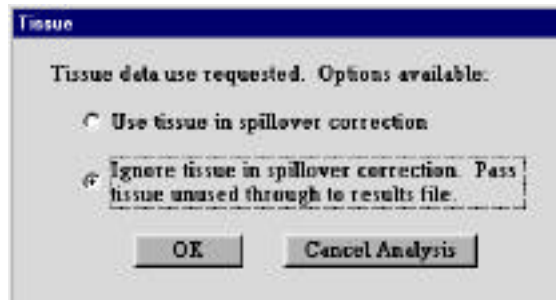 Tissue
Tissue data use requested. Options available:
Use tissue in spillover correction
Ignore tissue in spillover correction. Pass
tissue unused through to results file.
OK Cancel Analysis